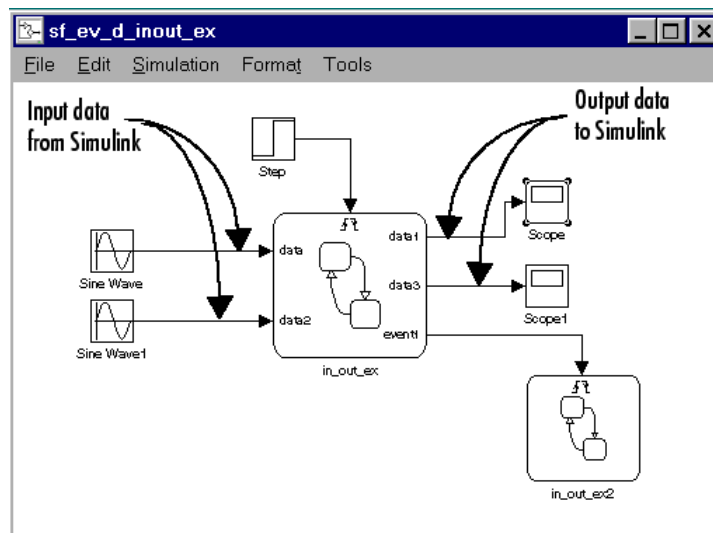 sf_ev_d_inout_ex
File Edit Simulation Format Tools
Input data
from Simulink
Output data
to Simulink
Step
data
data1
Scope
Sine Wave
data3
data2
Scope1
Sine Wave1
event1
in_out_ex
in_out_ex2